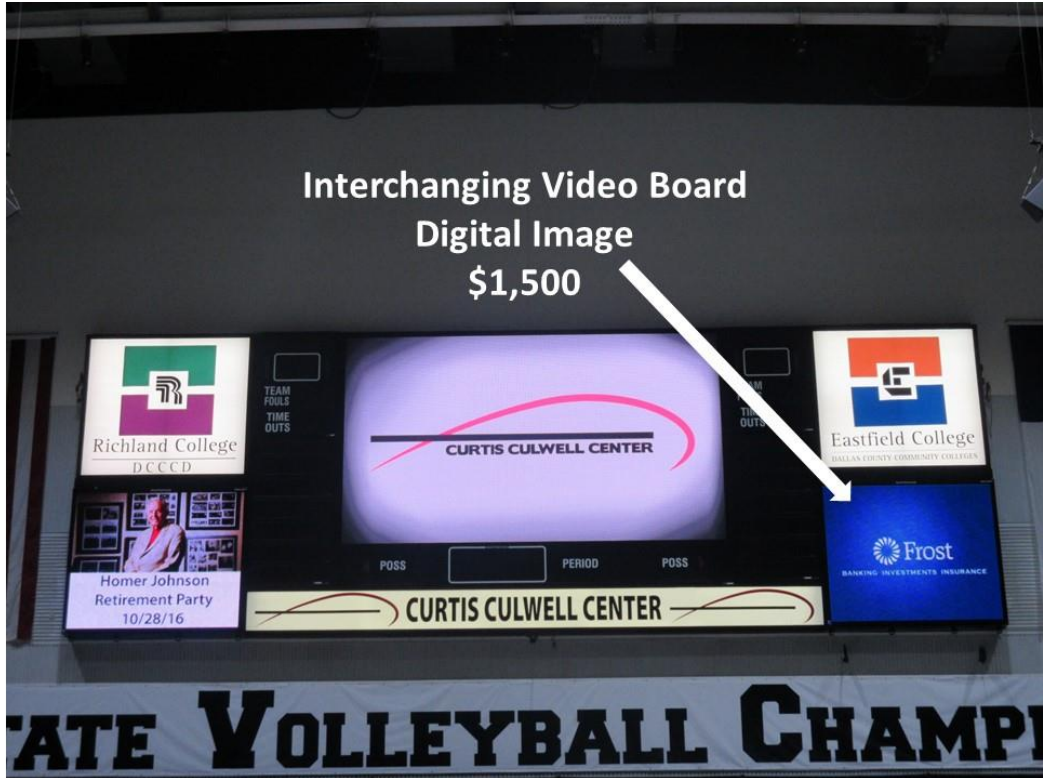 Interchanging Video Board
Digital Image
$1,500
Richland College
DCCCD
TEAM
FOULS
TIME
OUTS
CURTIS CULWELL CENTER
Eastfield College
DALLAS COUNTY COMMUNITY COLLEGES
Homer Johnson
Retirement Party
10/28/16
POSS
PERIOD
POSS
Frost
BANKING INVESTMENTS INSURANCE
CURTIS CULWELL CENTER
ATE VOLLEYBALL CHAMPI